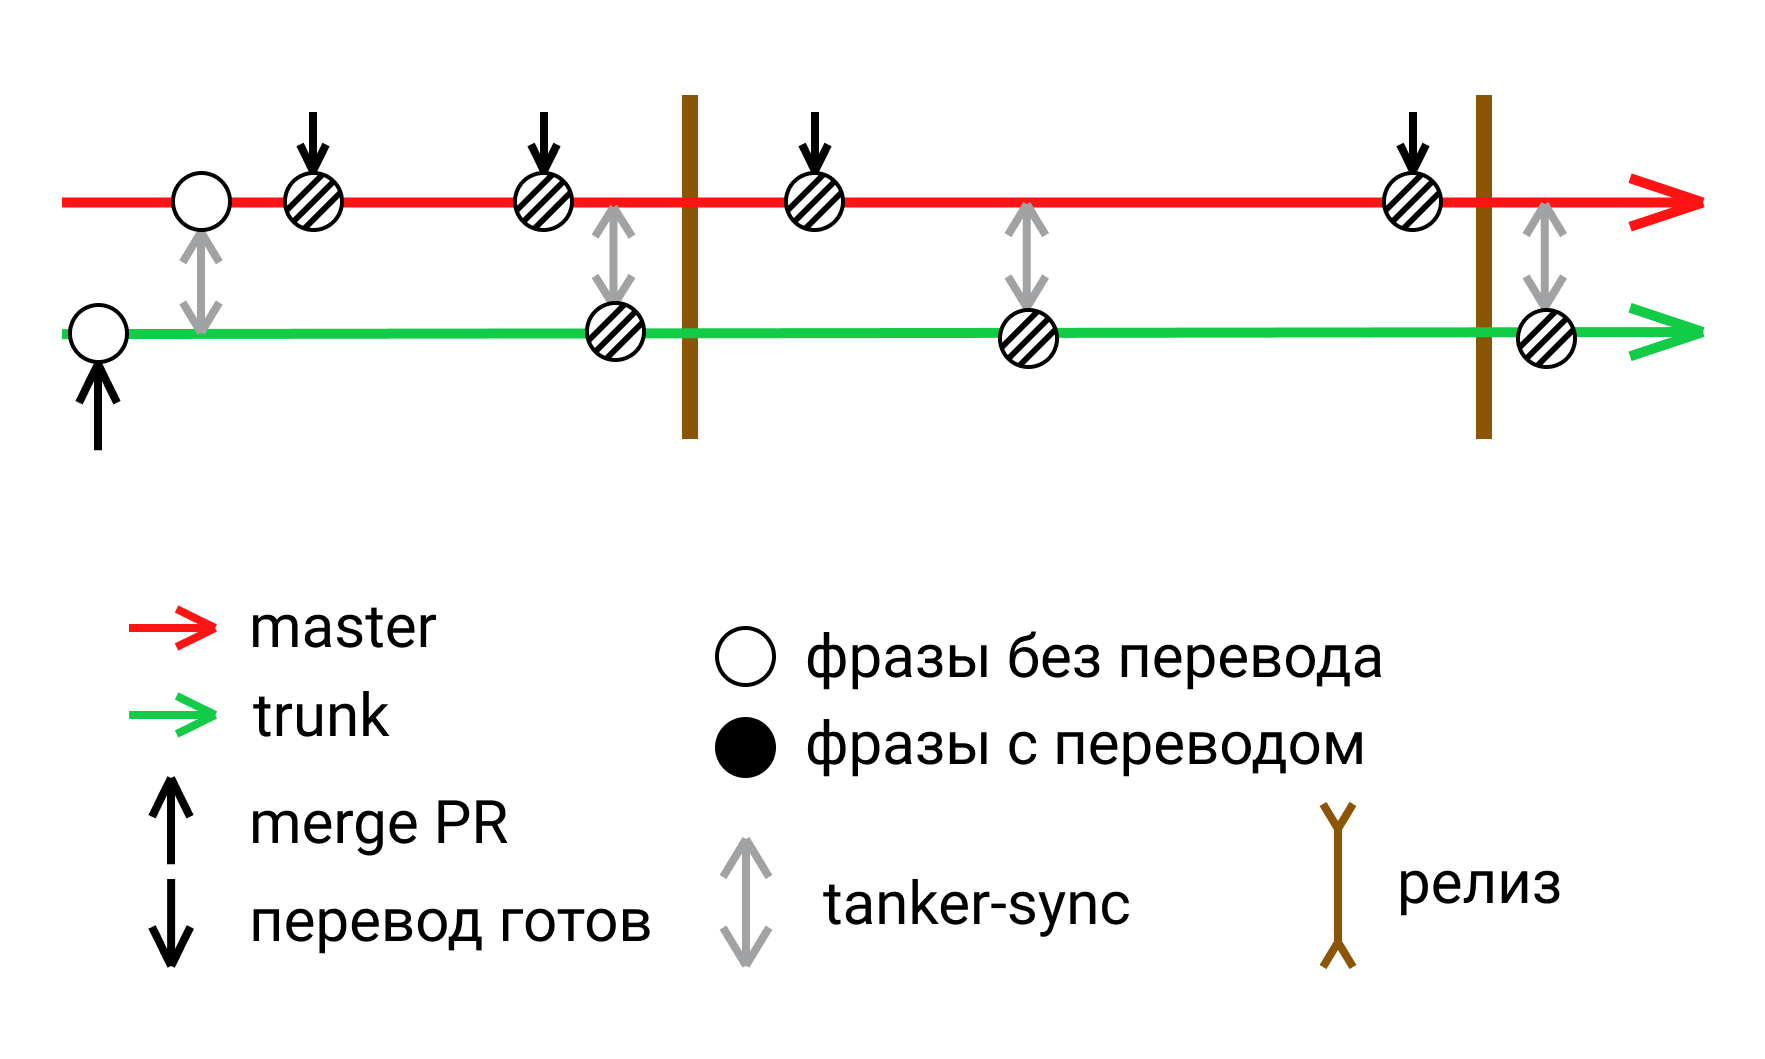 master
trunk
merge PR
перевод готов
фразы без перевода
фразы с переводом
tanker-sync
релиз